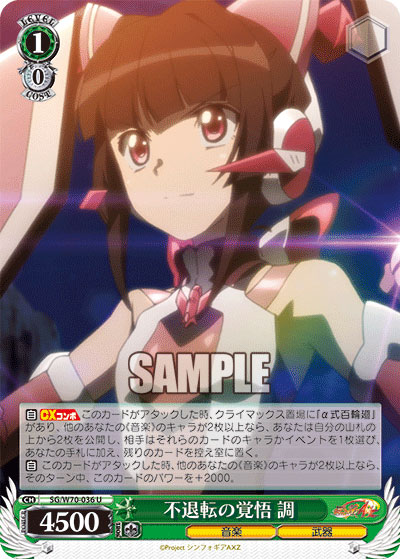 LEVEL
1
0
COST
SAMPLE
【自】 CXコンボ このカードがアタックした時、クライマックス置場に「α式百輪廻」
があり、他のあなたの《音楽》のキャラが2枚以上なら、あなたは自分の山札の
上から2枚を公開し、相手はそれらのカードのキャラかイベントを1枚選び、
あなたの手札に加え、残りのカードを控え室に置く。
【自】 このカードがアタックした時、他のあなたの《音楽》のキャラが2枚以上なら、
そのターン中、このカードのパワーを+2000。
CH SG/W70-036 U
4500
不退転の覚悟 調
音楽
武器
©Project シンフォギアAXZ